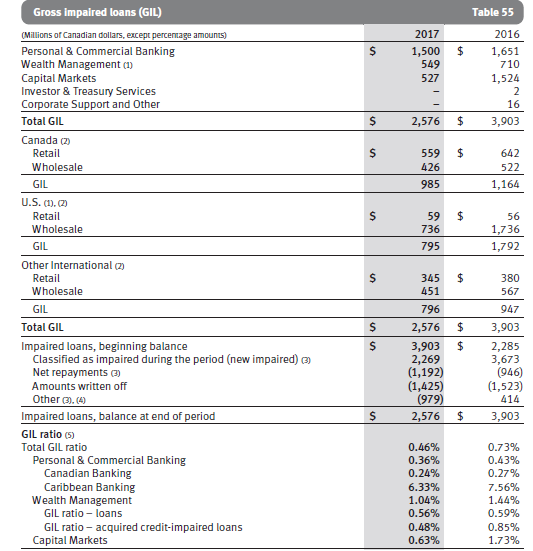 Gross impaired loans (GIL) Table 55
(Millions of Canadian dollars, except percentage amounts) 2017 2016
Personal & Commercial Banking $ 1,500 $ 1,651
Wealth Management (1) 549 710
Capital Markets 527 1,524
Investor & Treasury Services – 2
Corporate Support and Other – 16
Total GIL $ 2,576 $ 3,903
Canada (2)
Retail $ 559 $ 642
Wholesale 426 522
GIL 985 1,164
U.S. (1), (2)
Retail $ 59 $ 56
Wholesale 736 1,736
GIL 795 1,792
Other International (2)
Retail $ 345 $ 380
Wholesale 451 567
GIL 796 947
Total GIL $ 2,576 $ 3,903
Impaired loans, beginning balance $ 3,903 $ 2,285
Classified as impaired during the period (new impaired) (3) 2,269 3,673
Net repayments (3) (1,192) (946)
Amounts written off (1,425) (1,523)
Other (3), (4) (979) 414
Impaired loans, balance at end of period $ 2,576 $ 3,903
GIL ratio (5)
Total GIL ratio 0.46% 0.73%
Personal & Commercial Banking 0.36% 0.43%
Canadian Banking 0.24% 0.27%
Caribbean Banking 6.33% 7.56%
Wealth Management 1.04% 1.44%
GIL ratio – loans 0.56% 0.59%
GIL ratio – acquired credit-impaired loans 0.48% 0.85%
Capital Markets 0.63% 1.73%